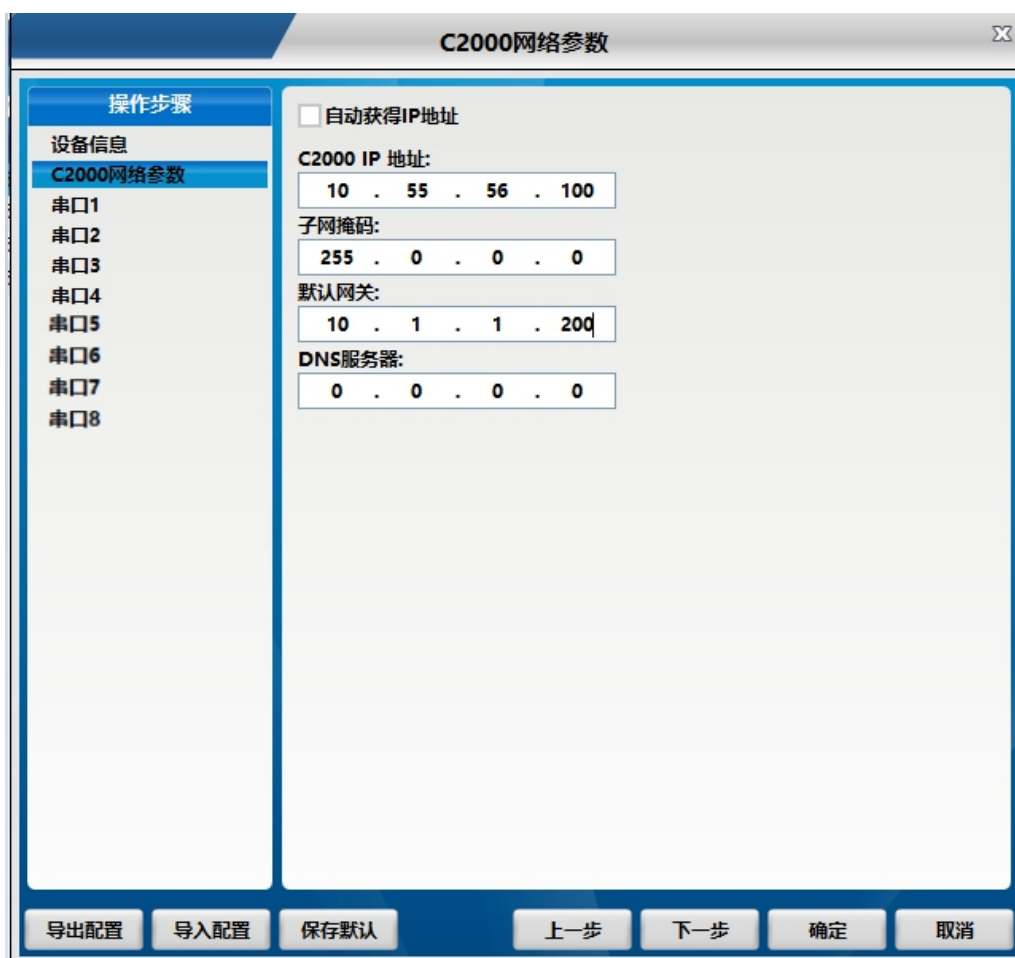 C2000网络参数
操作步骤
设备信息
C2000网络参数
串口1
串口2
串口3
串口4
串口5
串口6
串口7
串口8
自动获得IP地址
C2000 IP 地址:
10 . 55 . 56 . 100
子网掩码:
255 . 0 . 0 . 0
默认网关:
10 . 1 . 1 . 200
DNS服务器:
0 . 0 . 0 . 0
导出配置 导入配置 保存默认 上一步 下一步 确定 取消